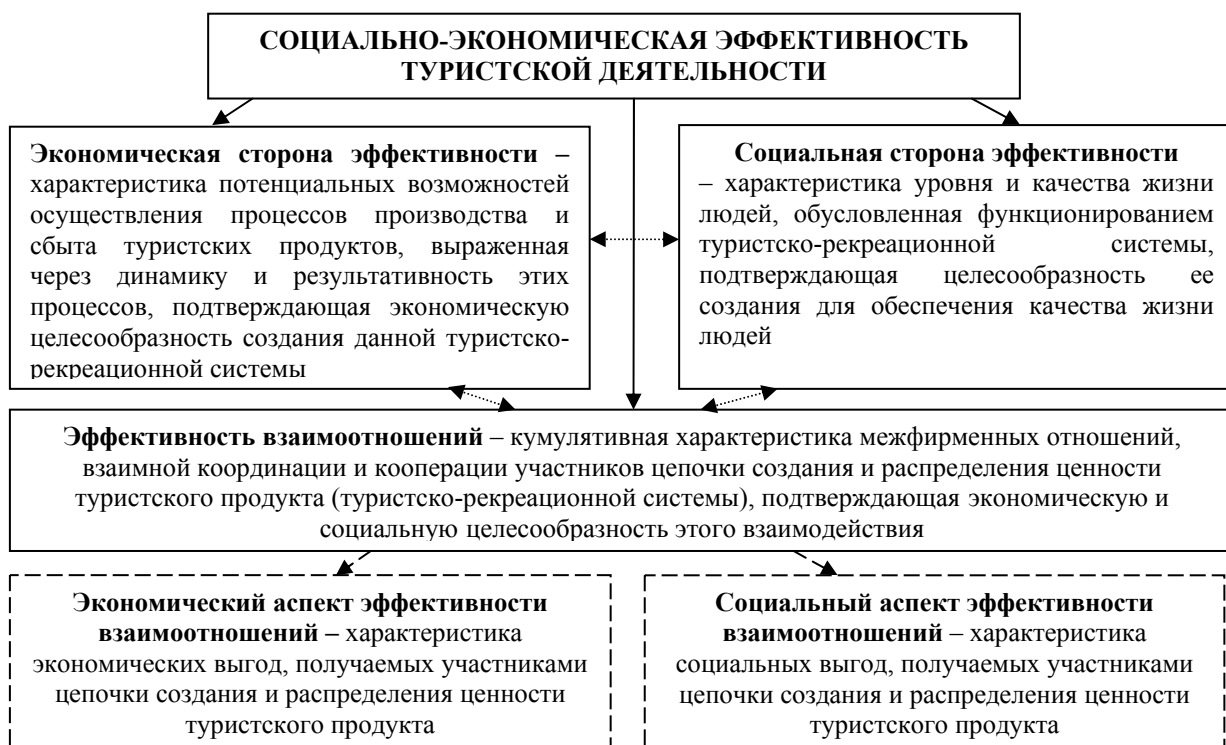 СОЦИАЛЬНО-ЭКОНОМИЧЕСКАЯ ЭФФЕКТИВНОСТЬ
ТУРИСТСКОЙ ДЕЯТЕЛЬНОСТИ
Экономическая сторона эффективности –
характеристика потенциальных возможностей
осуществления процессов производства и
сбыта туристских продуктов, выраженная
через динамику и результативность этих
процессов, подтверждающая экономическую
целесообразность создания данной туристско-
рекреационной системы
Социальная сторона эффективности
– характеристика уровня и качества жизни
людей, обусловленная функционированием
туристско-рекреационной системы,
подтверждающая целесообразность ее
создания для обеспечения качества жизни
людей
Эффективность взаимоотношений – кумулятивная характеристика межфирменных отношений,
взаимной координации и кооперации участников цепочки создания и распределения ценности
туристского продукта (туристско-рекреационной системы), подтверждающая экономическую и
социальную целесообразность этого взаимодействия
Экономический аспект эффективности
взаимоотношений – характеристика
экономических выгод, получаемых участниками
цепочки создания и распределения ценности
туристского продукта
Социальный аспект эффективности
взаимоотношений – характеристика
социальных выгод, получаемых участниками
цепочки создания и распределения ценности
туристского продукта